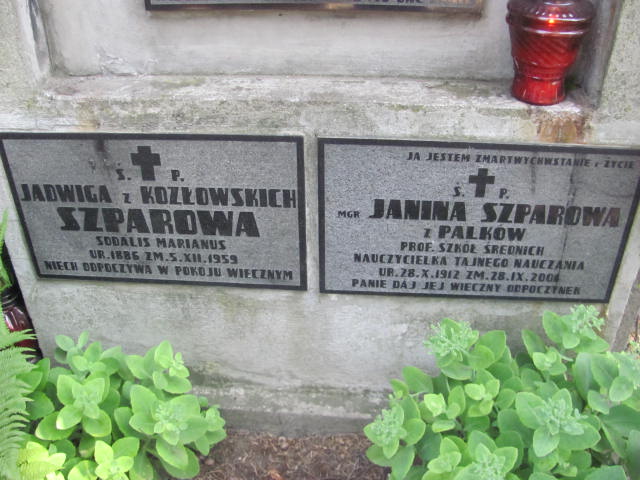 Ś. P.
JADWIGA z KOZŁOWSKICH
SZPAROWA
SODALIS MARIANUS
UR. 1886 ZM. 5. XII. 1959
NIECH ODPOCZYWA W POKOJU WIECZNYM
JA JESTEM ZMARTWYCHWSTANIE i ŻYCIE
Ś. P.
MGR JANINA SZPAROWA
z PALKÓW
PROF. SZKÓŁ ŚREDNICH
NAUCZYCIELKA TAJNEGO NAUCZANIA
UR. 28. X. 1912 ZM. 28. IX. 2001
PANIE DAJ JEJ WIECZNY ODPOCZYNEK